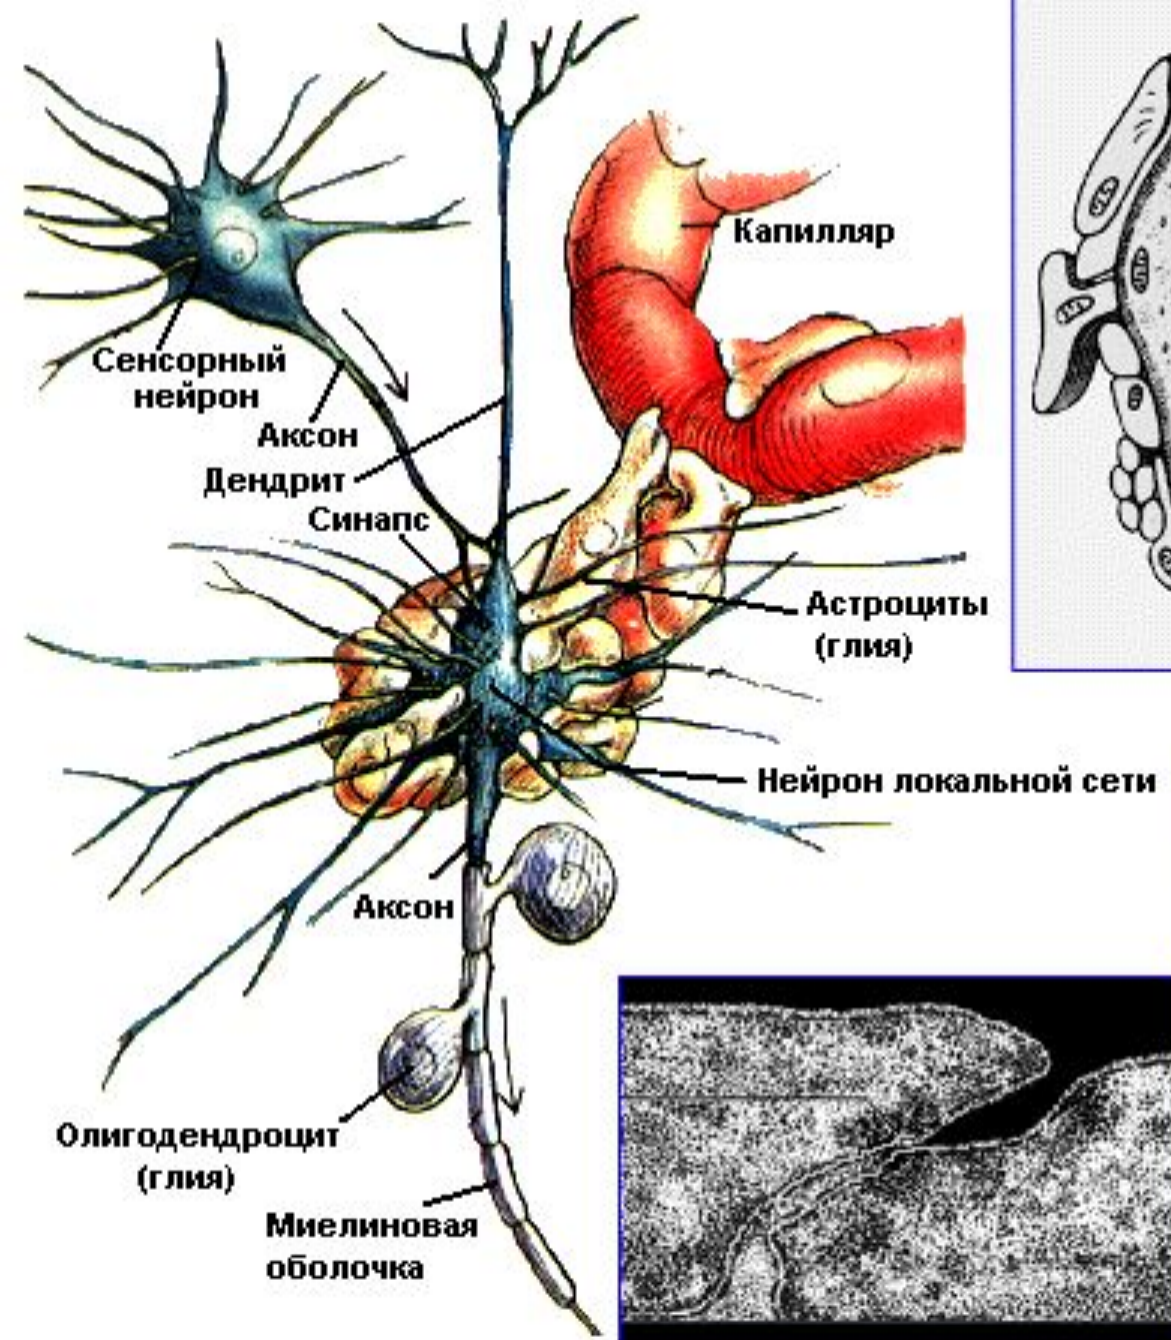 Капилляр
Сенсорный
нейрон
Аксон
Дендрит
Синапс
Астроциты
(глия)
Нейрон локальной сети
Аксон
Олигодендроцит
(глия)
Миелиновая
оболочка